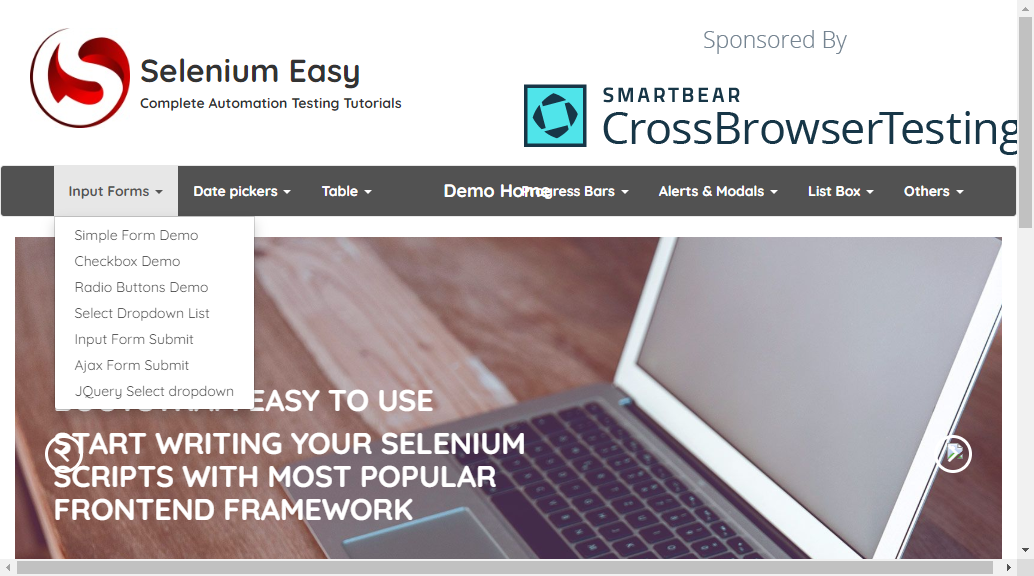 Sponsored By
Selenium Easy
Complete Automation Testing Tutorials
SMARTBEAR
CrossBrowserTesting
Input Forms Date pickers Table Demo Home Progress Bars Alerts & Modals List Box Others
Simple Form Demo
Checkbox Demo
Radio Buttons Demo
Select Dropdown List
Input Form Submit
Ajax Form Submit
JQuery Select dropdown
EASY TO USE
START WRITING YOUR SELENIUM
SCRIPTS WITH MOST POPULAR
FRONTEND FRAMEWORK